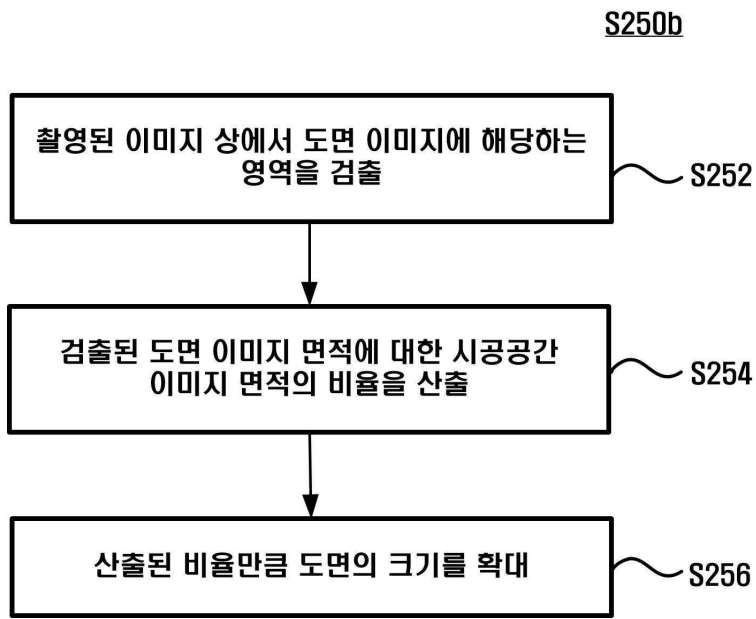 S250b
촬영된 이미지 상에서 도면 이미지에 해당하는
영역을 검출
S252
검출된 도면 이미지 면적에 대한 시공공간
이미지 면적의 비율을 산출
S254
산출된 비율만큼 도면의 크기를 확대
S256